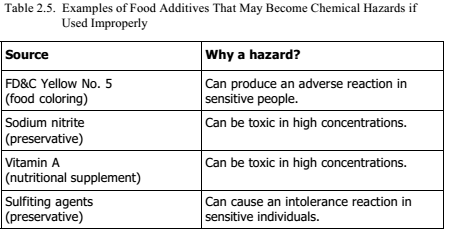 Table 2.5. Examples of Food Additives That May Become Chemical Hazards if
Used Improperly
Source
Why a hazard?
FD&C Yellow No. 5
(food coloring)
Can produce an adverse reaction in
sensitive people.
Sodium nitrite
(preservative)
Can be toxic in high concentrations.
Vitamin A
(nutritional supplement)
Can be toxic in high concentrations.
Sulfiting agents
(preservative)
Can cause an intolerance reaction in
sensitive individuals.